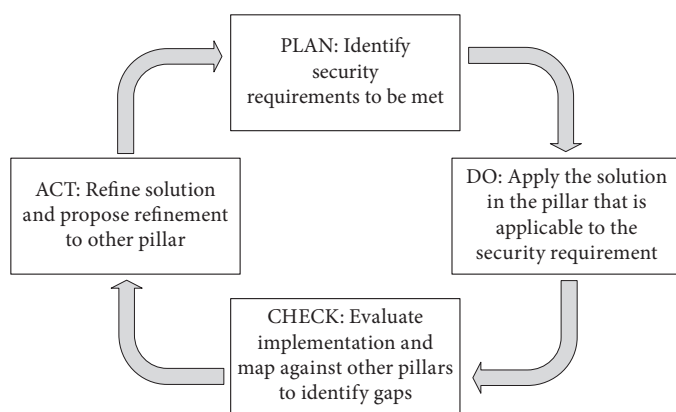 PLAN: Identify
security
requirements to be met
DO: Apply the solution
in the pillar that is
applicable to the
security requirement
CHECK: Evaluate
implementation and
map against other pillars
to identify gaps
ACT: Refine solution
and propose refinement
to other pillar